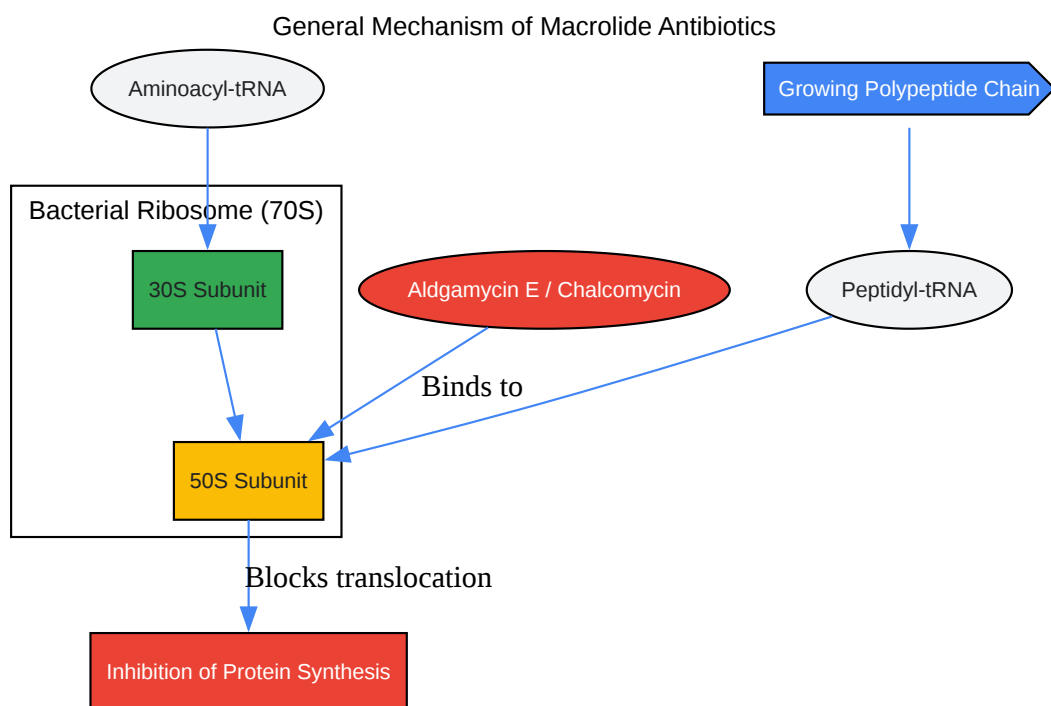 General Mechanism of Macrolide Antibiotics
Aminoacyl-tRNA
Growing Polypeptide Chain
Bacterial Ribosome (70S)
30S Subunit
Aldgamycin E / Chalcomycin
Peptidyl-tRNA
Binds to
50S Subunit
Blocks translocation
Inhibition of Protein Synthesis